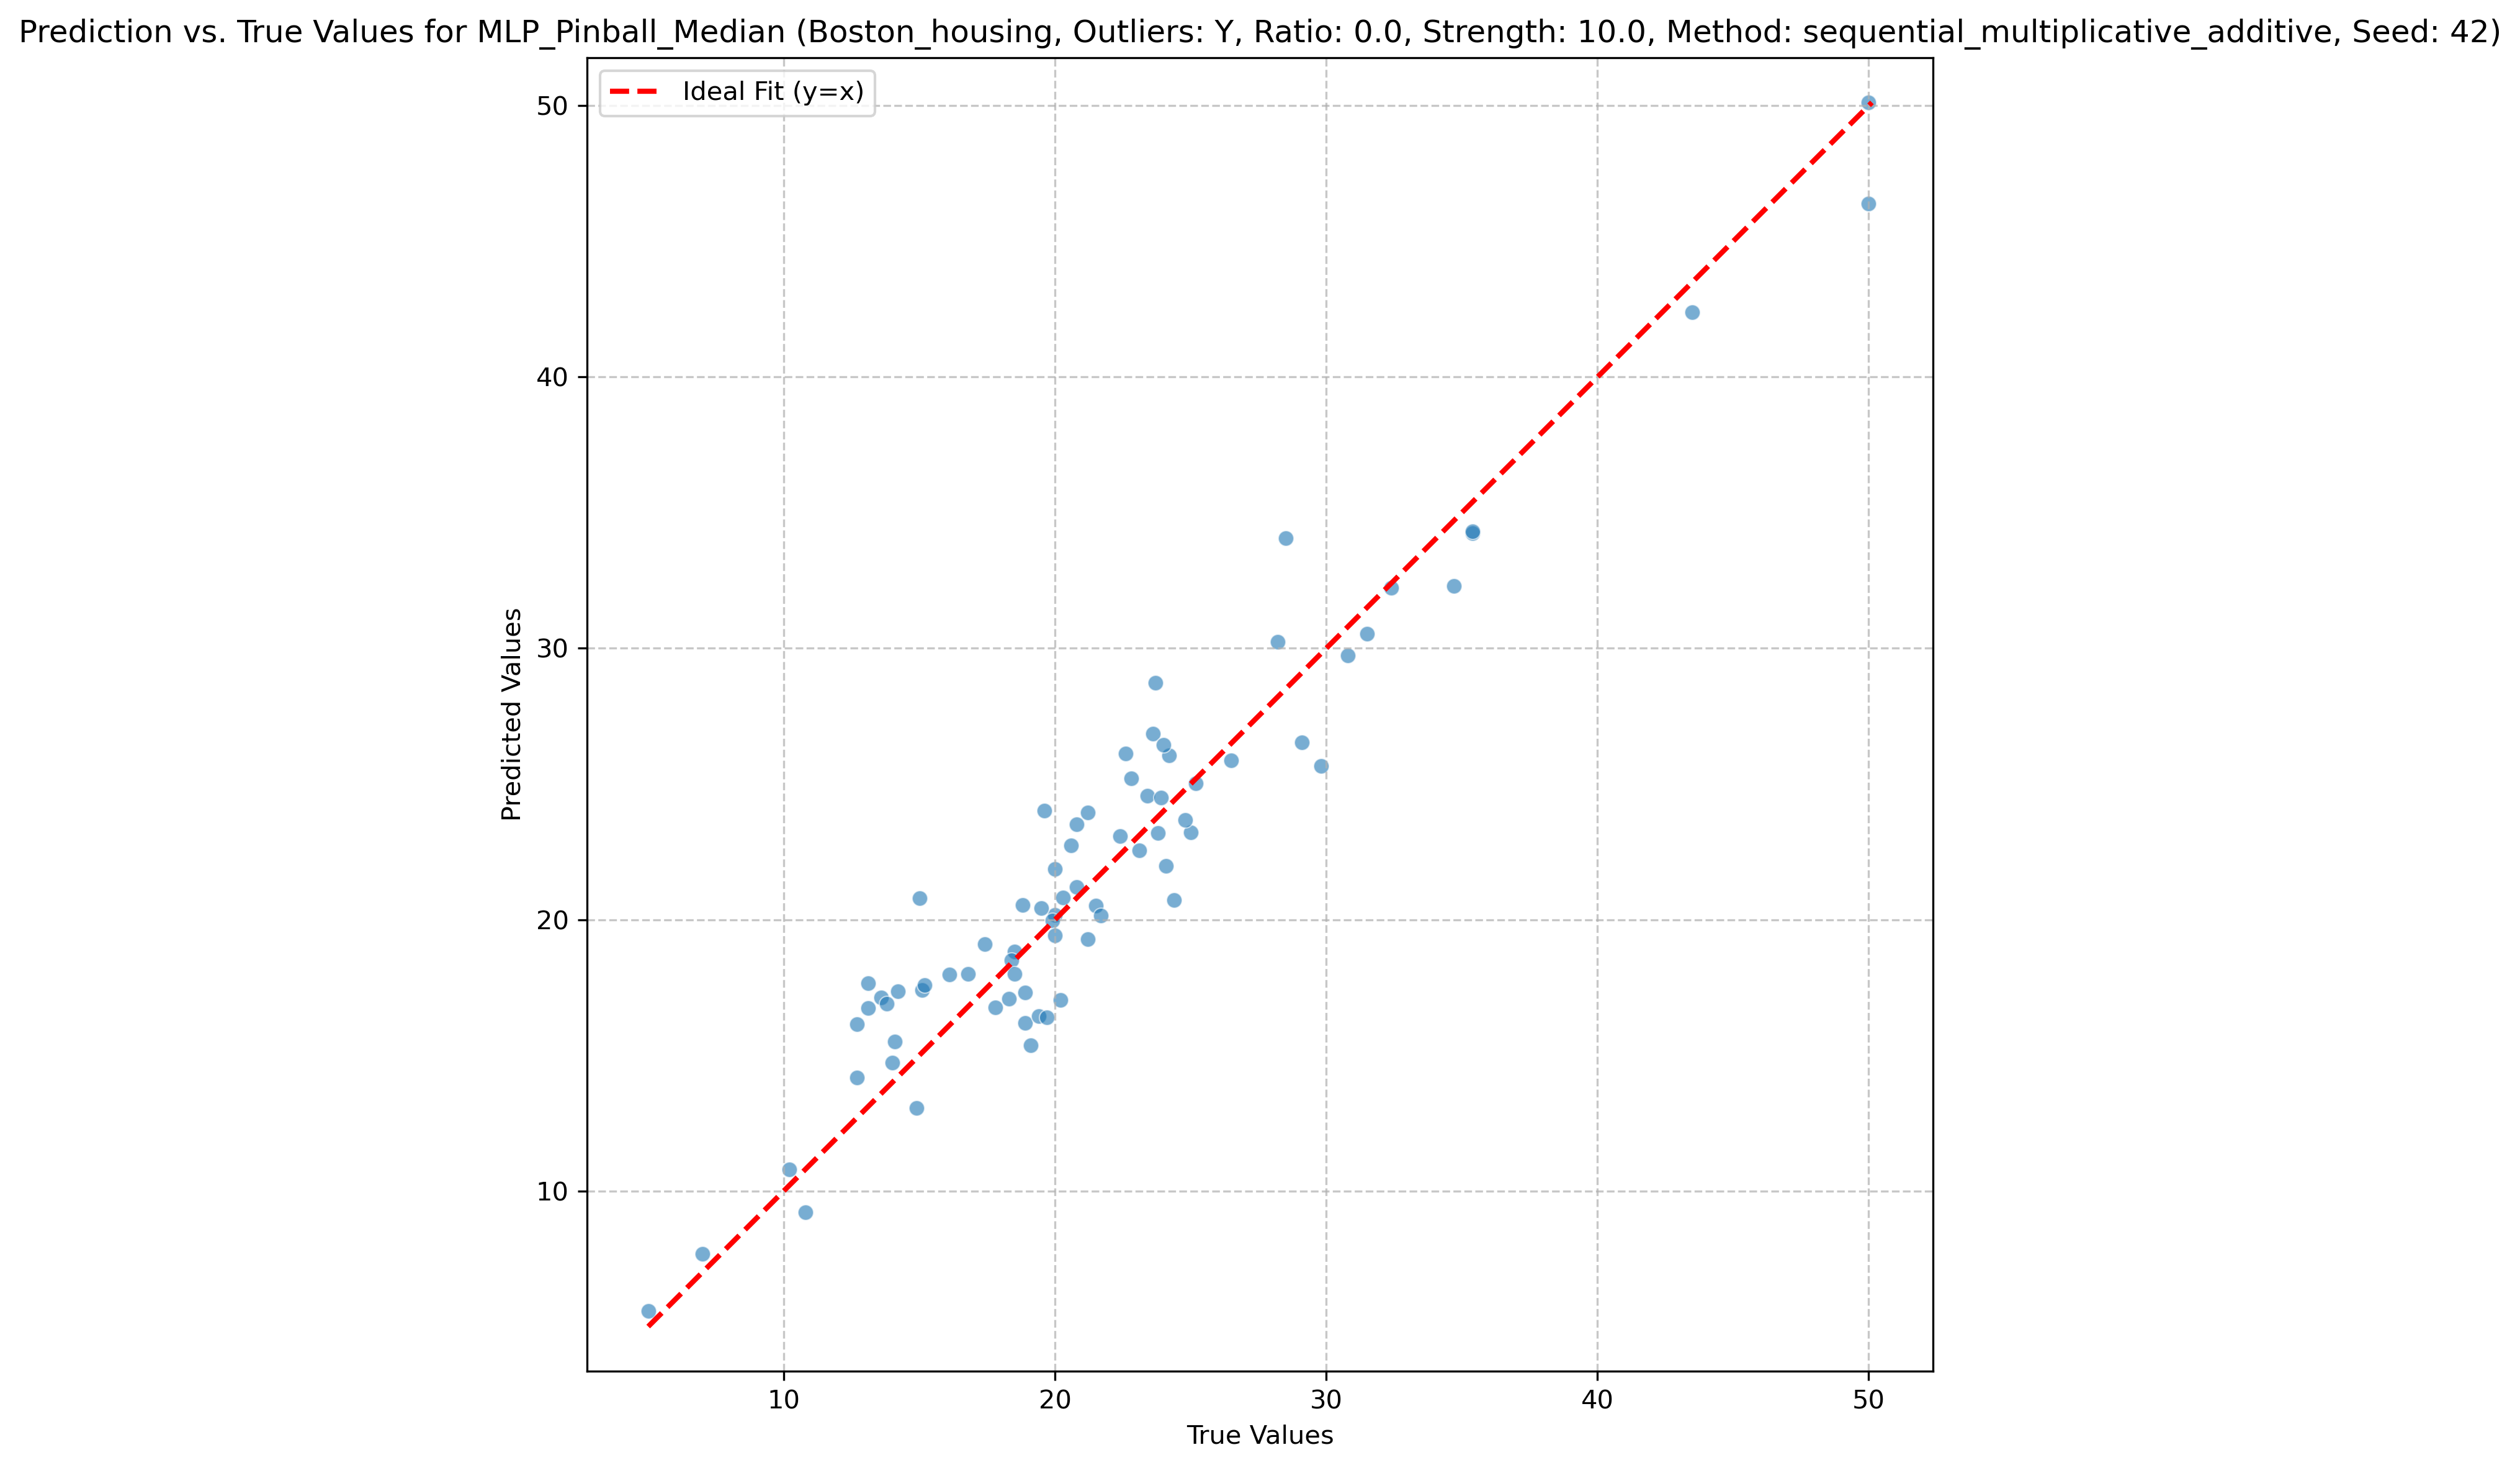 Prediction vs. True Values for MLP_Pinball_Median (Boston_housing, Outliers: Y, Ratio: 0.0, Strength: 10.0, Method: sequential_multiplicative_additive, Seed: 42)
Ideal Fit (y=x)
50
40
30
20
10
Predicted Values
10 20 30 40 50
True Values